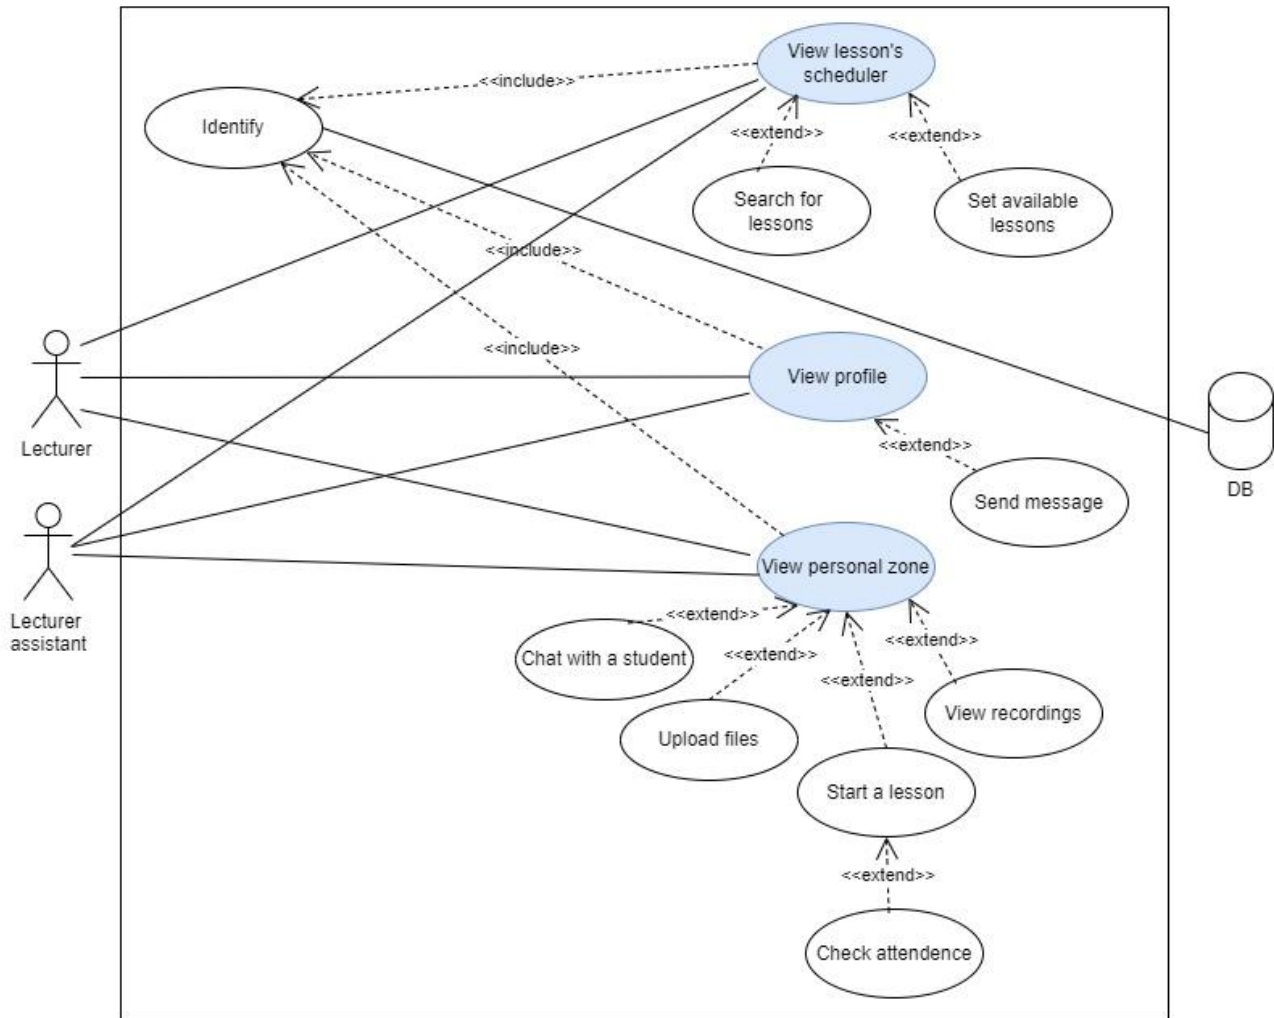 View lesson's
scheduler
<<include>>
Identify
<<extend>>
<<extend>>
Search for
lessons
Set available
lessons
<<include>>
<<include>>
View profile
Lecturer
<<extend>>
DB
Send message
View personal zone
Lecturer
assistant
<<extend>>
<<extend>>
Chat with a student
<<extend>>
<<extend>>
View recordings
Upload files
Start a lesson
<<extend>>
Check attendence